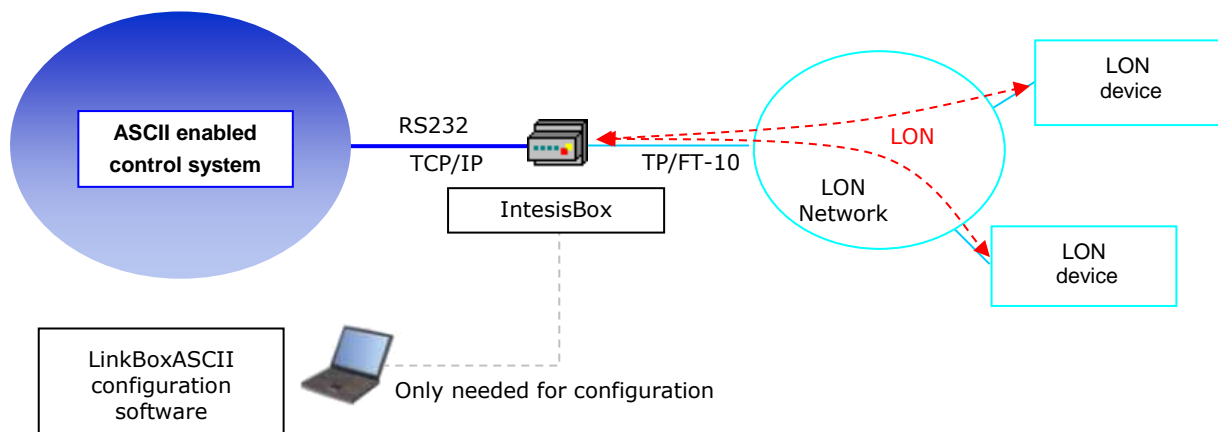 ASCII enabled
control system
RS232
TCP/IP
IntesisBox
TP/FT-10
LON
LON
Network
LON
device
LON
device
LinkBoxASCII
configuration
software
Only needed for configuration